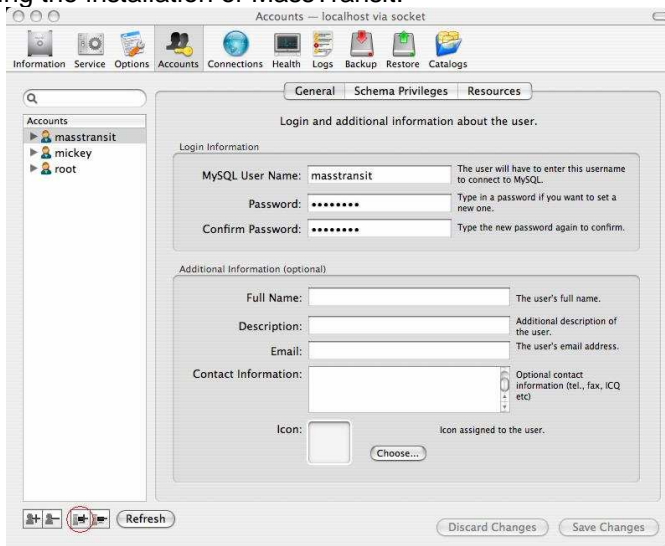 ing the installation of MassTransit.
Accounts — localhost via socket
Information Service Options Accounts Connections Health Logs Backup Restore Catalogs
General Schema Privileges Resources
Accounts
masstransit
mickey
root
Login and additional information about the user.
Login Information
MySQL User Name: masstransit
The user will have to enter this username
to connect to MySQL.
Password: ••••••••
Type in a password if you want to set a
new one.
Confirm Password: ••••••••
Type the new password again to confirm.
Additional Information (optional)
Full Name:
The user's full name.
Description:
Additional description of
the user.
Email:
The user's email address.
Contact Information:
Optional contact
information (tel., fax, ICQ
etc)
Icon:
Icon assigned to the user.
Choose...
Refresh
Discard Changes
Save Changes